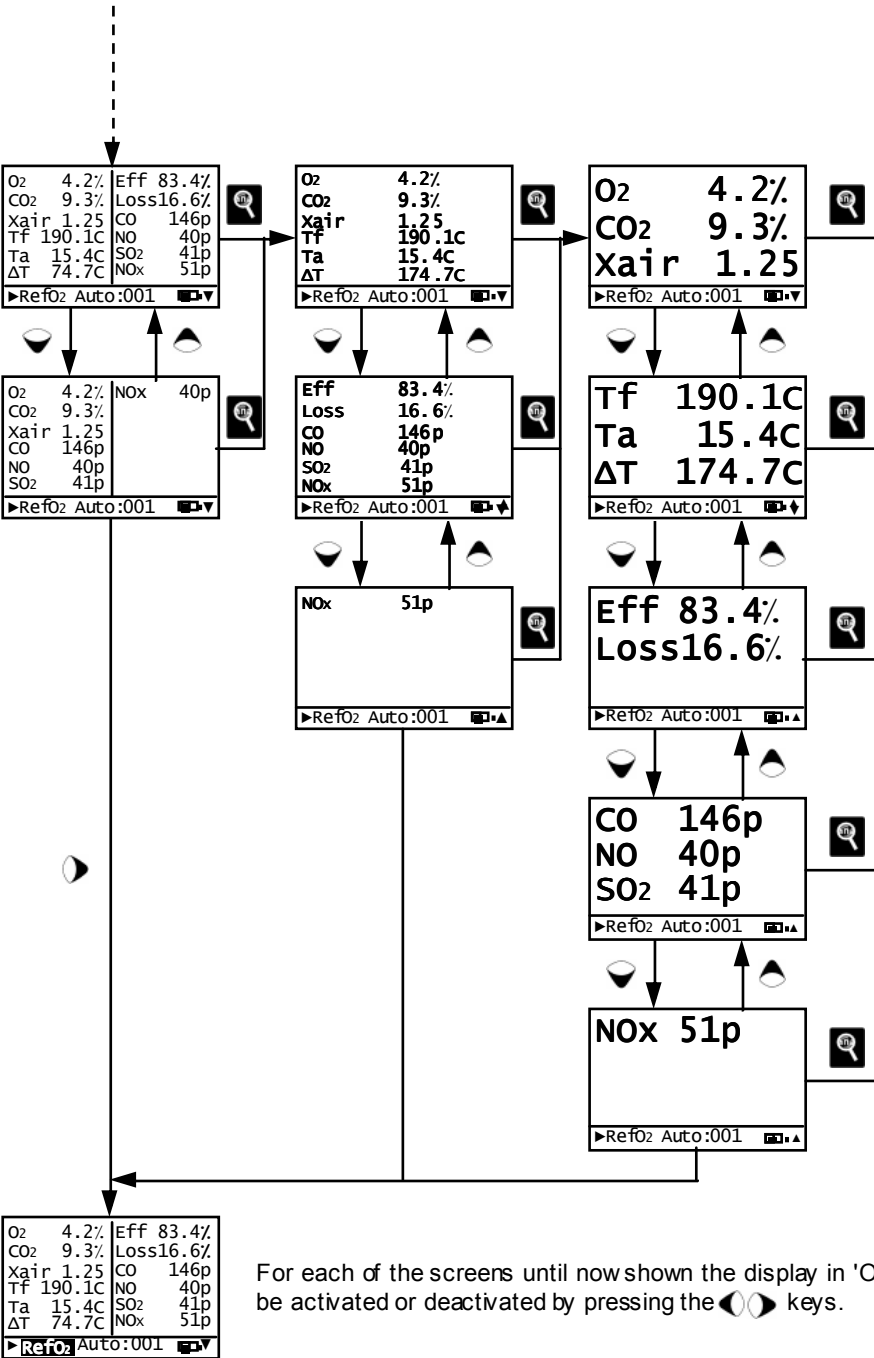 O2 4.2% Eff 83.4%
CO2 9.3% Loss16.6%
Xair 1.25 CO 146p
Tf 190.1C NO 40p
Ta 15.4C SO2 41p
ΔT 74.7C NOx 51p
►RefO2 Auto:001
O2 4.2% NOx 40p
CO2 9.3%
Xair 1.25
CO 146p
NO 40p
SO2 41p
►RefO2 Auto:001
O2 4.2%
CO2 9.3%
Xair 1.25
Tf 190.1C
Ta 15.4C
ΔT 174.7C
►RefO2 Auto:001
Eff 83.4%
Loss 16.6%
CO 146p
NO 40p
SO2 41p
NOx 51p
►RefO2 Auto:001
NOx 51p
►RefO2 Auto:001
O2 4.2%
CO2 9.3%
Xair 1.25
►RefO2 Auto:001
Tf 190.1C
Ta 15.4C
ΔT 174.7C
►RefO2 Auto:001
Eff 83.4%
Loss16.6%
►RefO2 Auto:001
CO 146p
NO 40p
SO2 41p
►RefO2 Auto:001
NOx 51p
►RefO2 Auto:001
O2 4.2% Eff 83.4%
CO2 9.3% Loss16.6%
Xair 1.25 CO 146p
Tf 190.1C NO 40p
Ta 15.4C SO2 41p
ΔT 74.7C NOx 51p
►RefO2 Auto:001
For each of the screens until now shown the display in 'O
be activated or deactivated by pressing the keys.